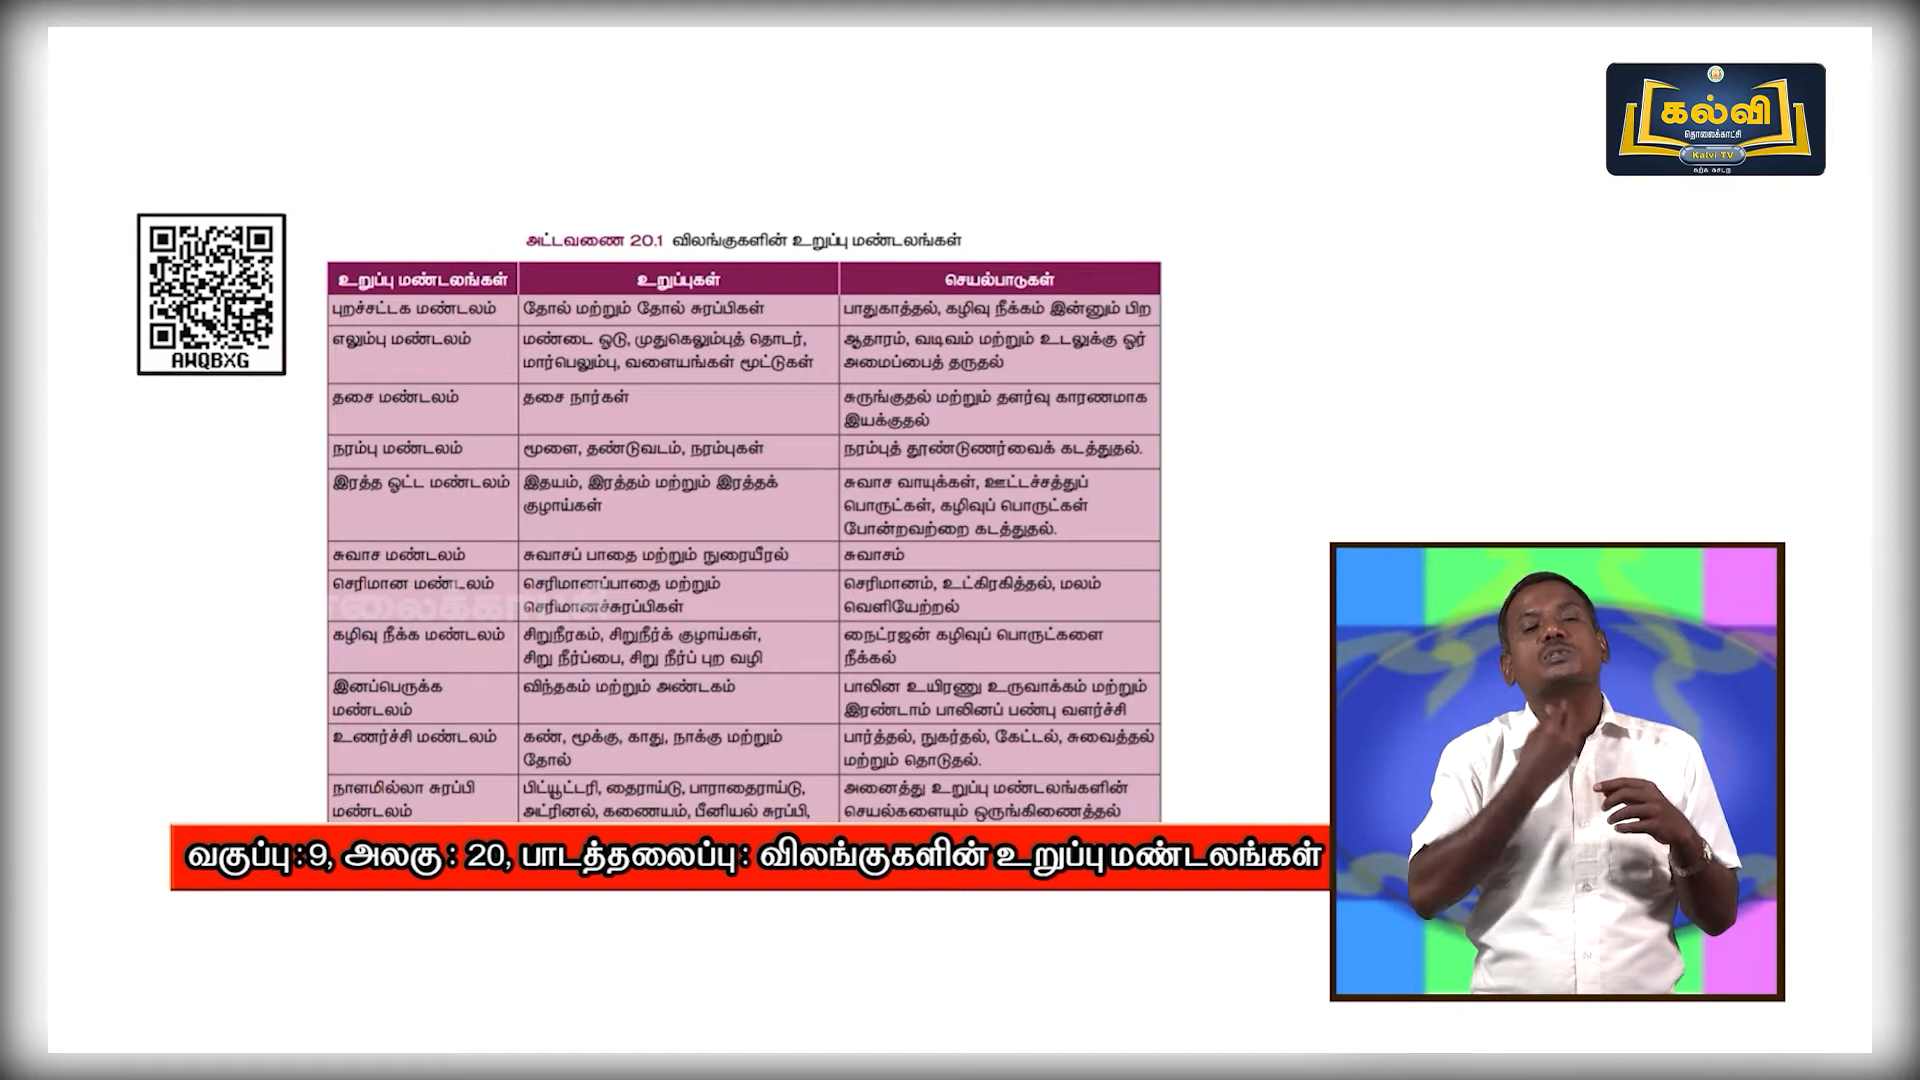 கல்வி
தொலைக்காட்சி
Kalvi TV
கற்க கசடற
AWQBXG
அட்டவணை 20.1 விலங்குகளின் உறுப்பு மண்டலங்கள்
உறுப்பு மண்டலங்கள் உறுப்புகள் செயல்பாடுகள்
புறச்சட்டக மண்டலம் தோல் மற்றும் தோல் சுரப்பிகள் பாதுகாத்தல், கழிவு நீக்கம் இன்னும் பிற
எலும்பு மண்டலம் மண்டை ஓடு, முதுகெலும்புத் தொடர், ஆதாரம், வடிவம் மற்றும் உடலுக்கு ஓர்
மார்பெலும்பு, வளையங்கள் மூட்டுகள் அமைப்பைத் தருதல்
தசை மண்டலம் தசை நார்கள் சுருங்குதல் மற்றும் தளர்வு காரணமாக
இயக்குதல்
நரம்பு மண்டலம் மூளை, தண்டுவடம், நரம்புகள் நரம்புத் தூண்டுணர்வைக் கடத்துதல்.
இரத்த ஓட்ட மண்டலம் இதயம், இரத்தம் மற்றும் இரத்தக் சுவாச வாயுக்கள், ஊட்டச்சத்துப்
குழாய்கள் பொருட்கள், கழிவுப் பொருட்கள்
போன்றவற்றை கடத்துதல்.
சுவாச மண்டலம் சுவாசப் பாதை மற்றும் நுரையீரல் சுவாசம்
செரிமான மண்டலம் செரிமானப்பாதை மற்றும் செரிமானம், உட்கிரகித்தல், மலம்
செரிமானச்சுரப்பிகள் வெளியேற்றல்
கழிவு நீக்க மண்டலம் சிறுநீரகம், சிறுநீர்க் குழாய்கள், நைட்ரஜன் கழிவுப் பொருட்களை
சிறு நீர்ப்பை, சிறு நீர்ப் புற வழி நீக்கல்
இனப்பெருக்க விந்தகம் மற்றும் அண்டகம் பாலின உயிரணு உருவாக்கம் மற்றும்
மண்டலம் இரண்டாம் பாலினப் பண்பு வளர்ச்சி
உணர்ச்சி மண்டலம் கண், மூக்கு, காது, நாக்கு மற்றும் பார்த்தல், நுகர்தல், கேட்டல், சுவைத்தல்
தோல் மற்றும் தொடுதல்.
நாளமில்லா சுரப்பி பிட்யூட்டரி, தைராய்டு, பாராதைராய்டு, அனைத்து உறுப்பு மண்டலங்களின்
மண்டலம் அட்ரினல், கணையம், பீனியல் சுரப்பி, செயல்களையும் ஒருங்கிணைத்தல்
வகுப்பு : 9, அலகு : 20, பாடத்தலைப்பு : விலங்குகளின் உறுப்பு மண்டலங்கள்